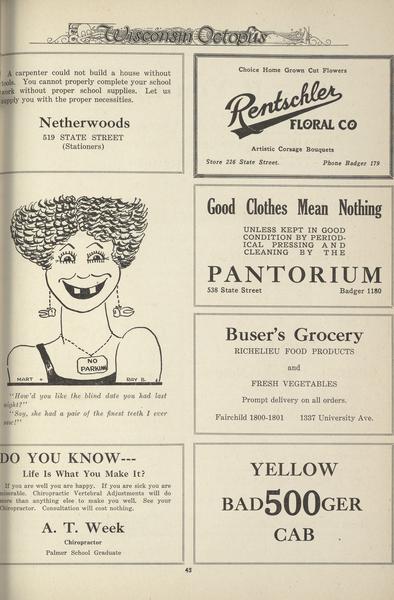 Wisconsin Octopus
A carpenter could not build a house without
tools. You cannot properly complete your school
work without proper school supplies. Let us
supply you with the proper necessities.
Netherwoods
519 STATE STREET
(Stationers)
NO
PARKING
MART + RAY B.
"How'd you like the blind date you had last
night?"
"Say, she had a pair of the finest teeth I ever
saw!"
DO YOU KNOW---
Life Is What You Make It?
If you are well you are happy. If you are sick you are
miserable. Chiropractic Vertebral Adjustments will do
more than anything else to make you well. See your
Chiropractor. Consultation will cost nothing.
A. T. Week
Chiropractor
Palmer School Graduate
Choice Home Grown Cut Flowers
Rentschler
FLORAL CO
Artistic Corsage Bouquets
Store 226 State Street. Phone Badger 179
Good Clothes Mean Nothing
UNLESS KEPT IN GOOD
CONDITION BY PERIOD-
ICAL PRESSING AND
CLEANING BY THE
PANTORIUM
538 State Street Badger 1180
Buser's Grocery
RICHELIEU FOOD PRODUCTS
and
FRESH VEGETABLES
Prompt delivery on all orders.
Fairchild 1800-1801 1337 University Ave.
YELLOW
BAD500GER
CAB
45